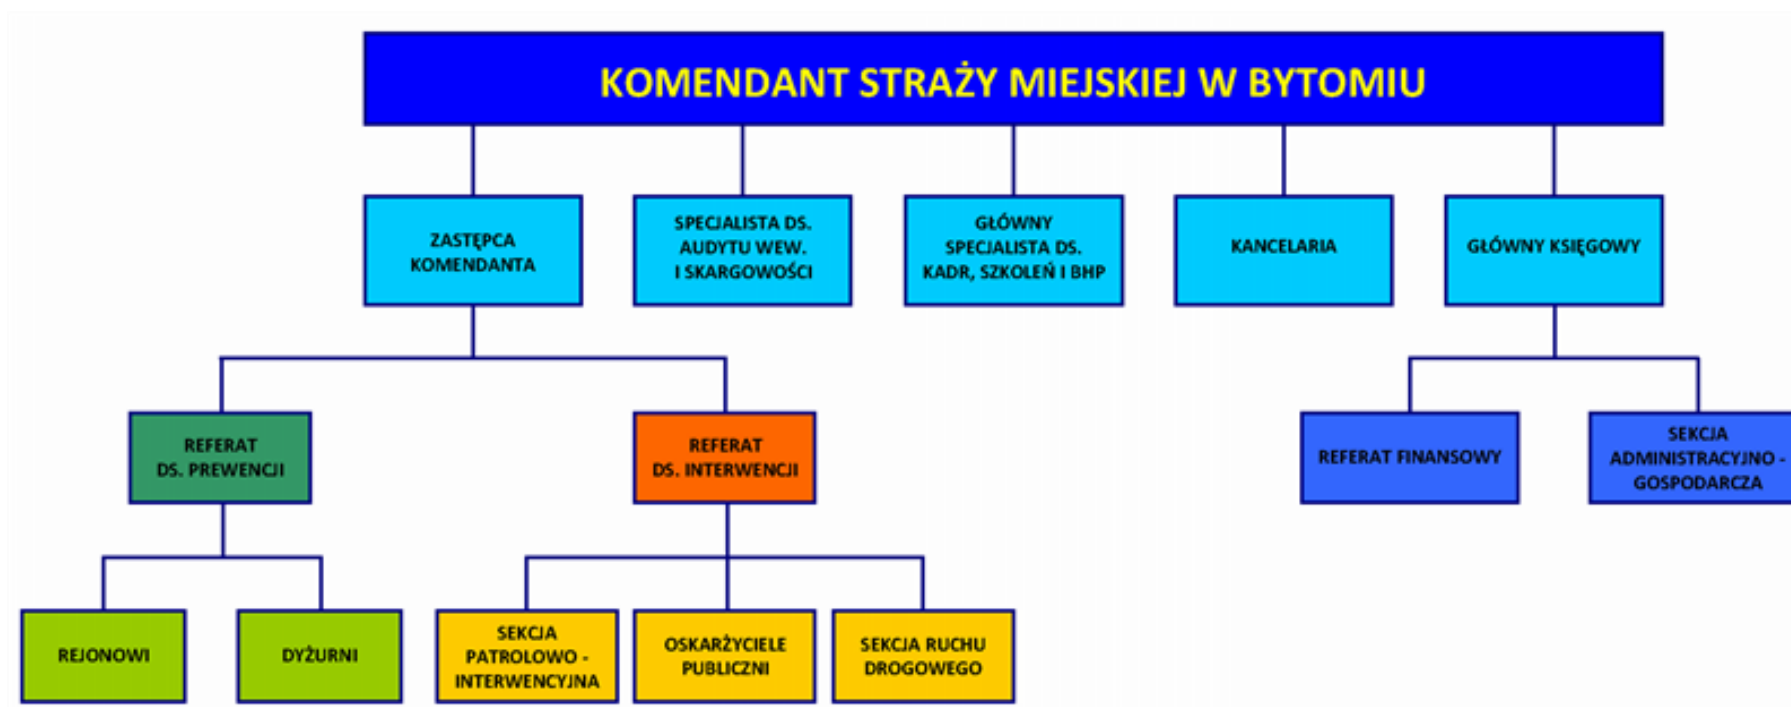 KOMENDANT STRAŻY MIEJSKIEJ W BYTOMIU
ZASTĘPCA
KOMENDANTA
SPECJALISTA DS.
AUDYTU WEW.
I SKARGOWOŚCI
GŁÓWNY
SPECJALISTA DS.
KADR, SZKOLEŃ I BHP
KANCELARIA
GŁÓWNY KSIĘGOWY
REFERAT
DS. PREWENCJI
REFERAT
DS. INTERWENCJI
REFERAT FINANSOWY
SEKCJA
ADMINISTRACYJNO -
GOSPODARCZA
REJONOWI
DYŻURNI
SEKCJA
PATROLOWO -
INTERWENCYJNA
OSKARŻYCIELE
PUBLICZNI
SEKCJA RUCHU
DROGOWEGO